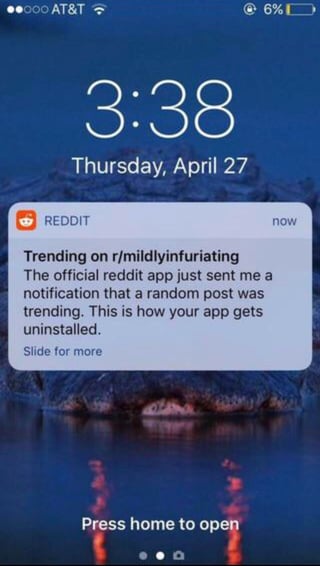 AT&T 6%
3:38
Thursday, April 27
REDDIT now
Trending on r/mildlyinfuriating
The official reddit app just sent me a
notification that a random post was
trending. This is how your app gets
uninstalled.
Slide for more
Press home to open